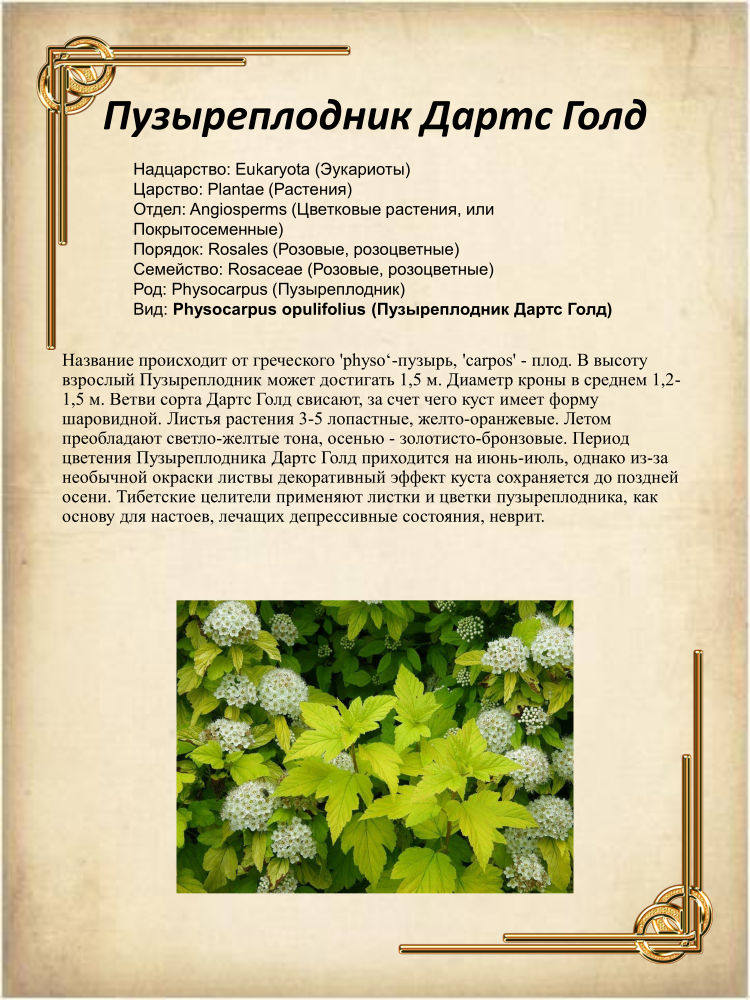 Пузыреплодник Дартс Голд
Надцарство: Eukaryota (Эукариоты)
Царство: Plantae (Растения)
Отдел: Angiosperms (Цветковые растения, или
Покрытосеменные)
Порядок: Rosales (Розовые, розоцветные)
Семейство: Rosaceae (Розовые, розоцветные)
Род: Physocarpus (Пузыреплодник)
Вид: Physocarpus opulifolius (Пузыреплодник Дартс Голд)
Название происходит от греческого 'physo‘-пузырь, 'carpos' - плод. В высоту
взрослый Пузыреплодник может достигать 1,5 м. Диаметр кроны в среднем 1,2-
1,5 м. Ветви сорта Дартс Голд свисают, за счет чего куст имеет форму
шаровидной. Листья растения 3-5 лопастные, желто-оранжевые. Летом
преобладают светло-желтые тона, осенью - золотисто-бронзовые. Период
цветения Пузыреплодника Дартс Голд приходится на июнь-июль, однако из-за
необычной окраски листвы декоративный эффект куста сохраняется до поздней
осени. Тибетские целители применяют листки и цветки пузыреплодника, как
основу для настоев, лечащих депрессивные состояния, неврит.